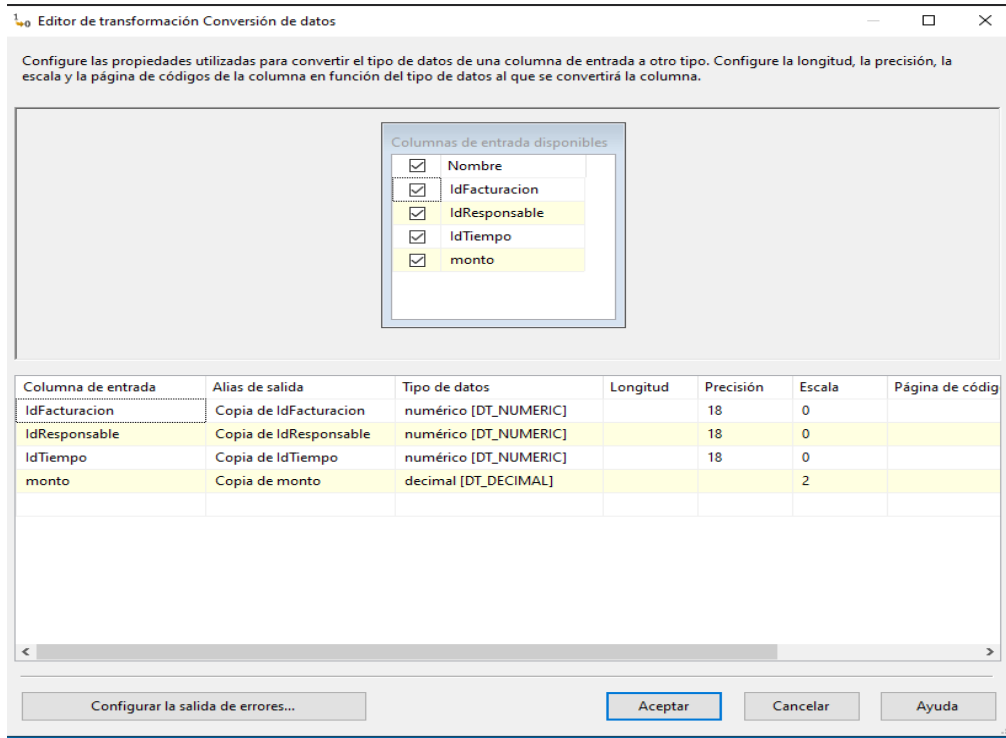 Editor de transformación Conversión de datos
Configure las propiedades utilizadas para convertir el tipo de datos de una columna de entrada a otro tipo. Configure la longitud, la precisión, la
escala y la página de códigos de la columna en función del tipo de datos al que se convertirá la columna.
Columnas de entrada disponibles
Nombre
IdFacturacion
IdResponsable
IdTiempo
monto
Columna de entrada Alias de salida Tipo de datos Longitud Precisión Escala Página de códig
IdFacturacion Copia de IdFacturacion numérico [DT_NUMERIC] 18 0
IdResponsable Copia de IdResponsable numérico [DT_NUMERIC] 18 0
IdTiempo Copia de IdTiempo numérico [DT_NUMERIC] 18 0
monto Copia de monto decimal [DT_DECIMAL] 2
Configurar la salida de errores... Aceptar Cancelar Ayuda